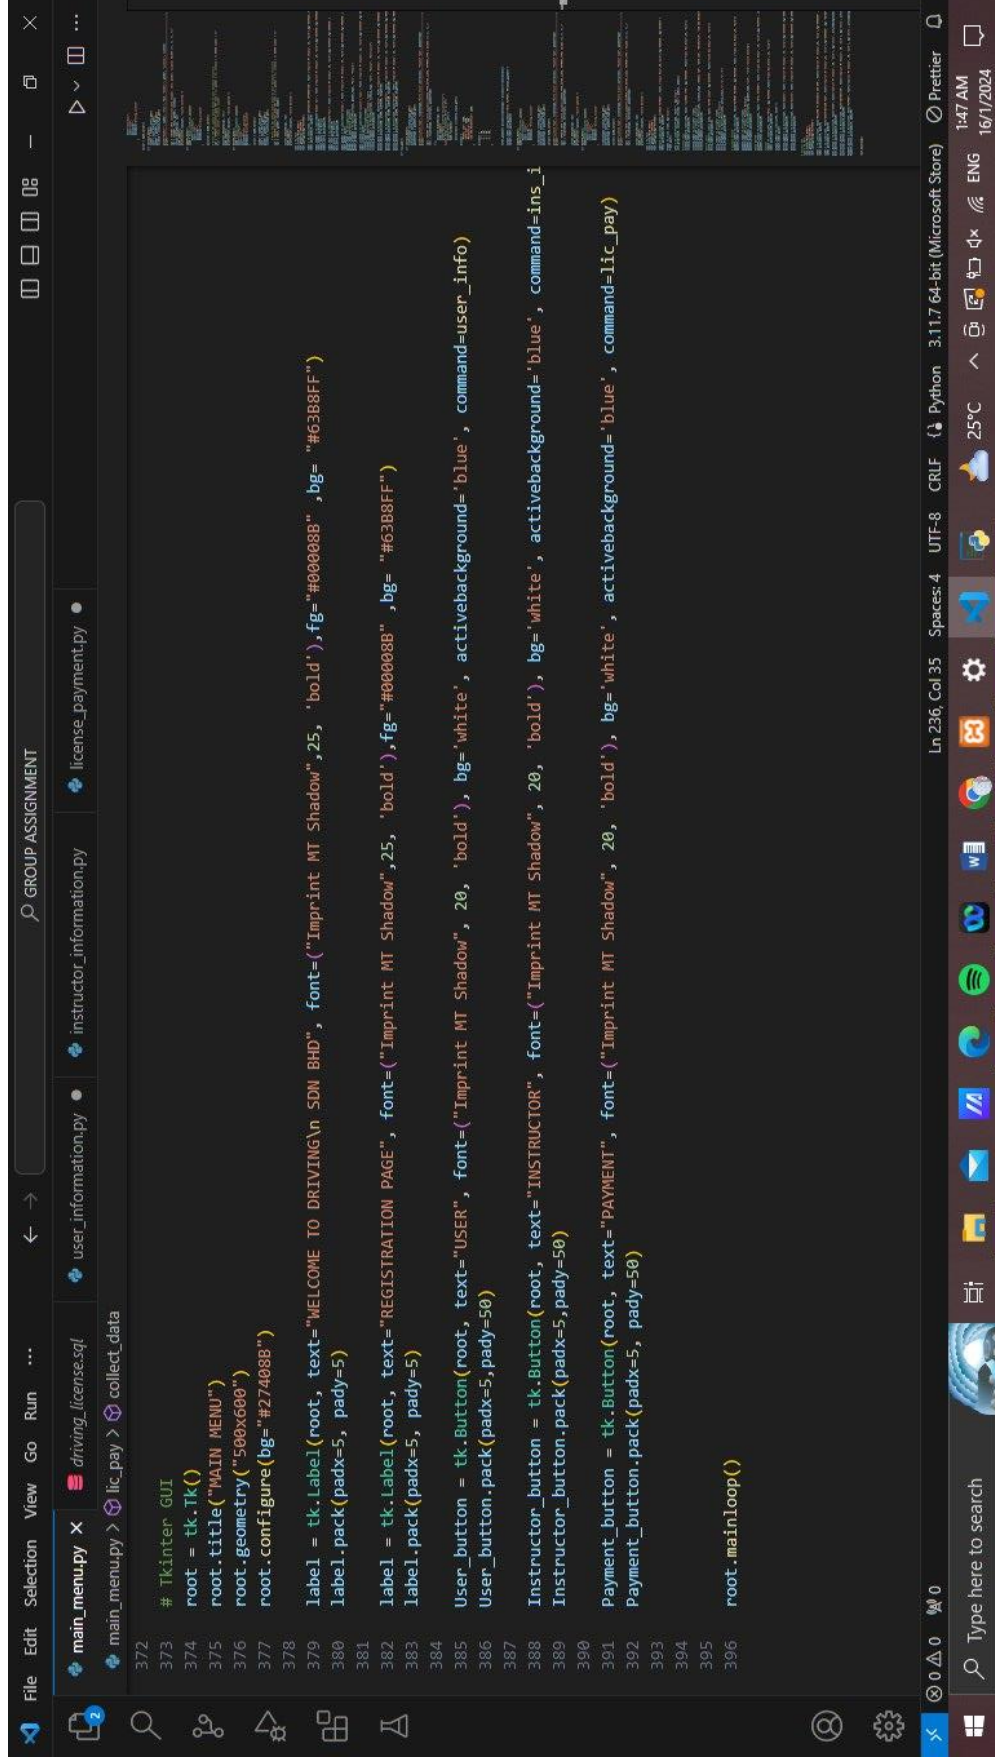 File Edit Selection View Go Run ... GROUP ASSIGNMENT
main_menu.py driving_license.sql user_information.py instructor_information.py license_payment.py
main_menu.py > lic_pay > collect_data
372
373 # Tkinter GUI
374 root = tk.Tk()
375 root.title("MAIN MENU")
376 root.geometry("500x600")
377 root.configure(bg="#27408B")
378
379 label = tk.Label(root, text="WELCOME TO DRIVING\n SDN BHD", font=("Imprint MT Shadow",25, 'bold'),fg="#00008B" ,bg= "#63B8FF")
380 label.pack(padx=5, pady=5)
381
382 label = tk.Label(root, text="REGISTRATION PAGE", font=("Imprint MT Shadow",25, 'bold'),fg="#00008B" ,bg= "#63B8FF")
383 label.pack(padx=5, pady=5)
384
385 User_button = tk.Button(root, text="USER", font=("Imprint MT Shadow", 20, 'bold'), bg='white', activebackground='blue', command=user_info)
386 User_button.pack(padx=5,pady=50)
387
388 Instructor_button = tk.Button(root, text="INSTRUCTOR", font=("Imprint MT Shadow", 20, 'bold'), bg='white', activebackground='blue', command=ins_i
389 Instructor_button.pack(padx=5,pady=50)
390
391 Payment_button = tk.Button(root, text="PAYMENT", font=("Imprint MT Shadow", 20, 'bold'), bg='white', activebackground='blue', command=lic_pay)
392 Payment_button.pack(padx=5, pady=50)
393
394
395
396 root.mainloop()
2
0 0 0 Ln 236, Col 35 Spaces: 4 UTF-8 CRLF Python 3.11.7 64-bit (Microsoft Store) Prettier
Type here to search 25°C ENG 1:47 AM
16/1/2024